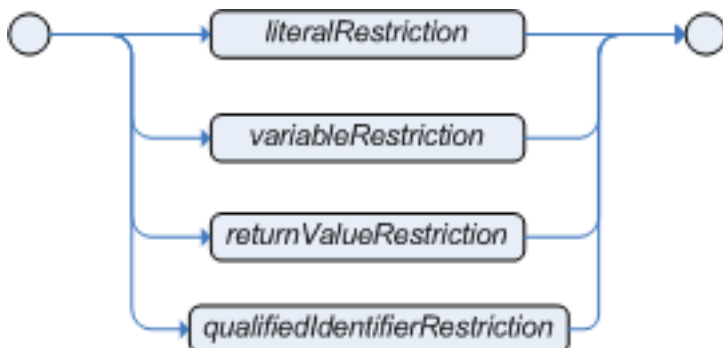 literalRestriction
variableRestriction
returnValueRestriction
qualifiedIdentifierRestriction